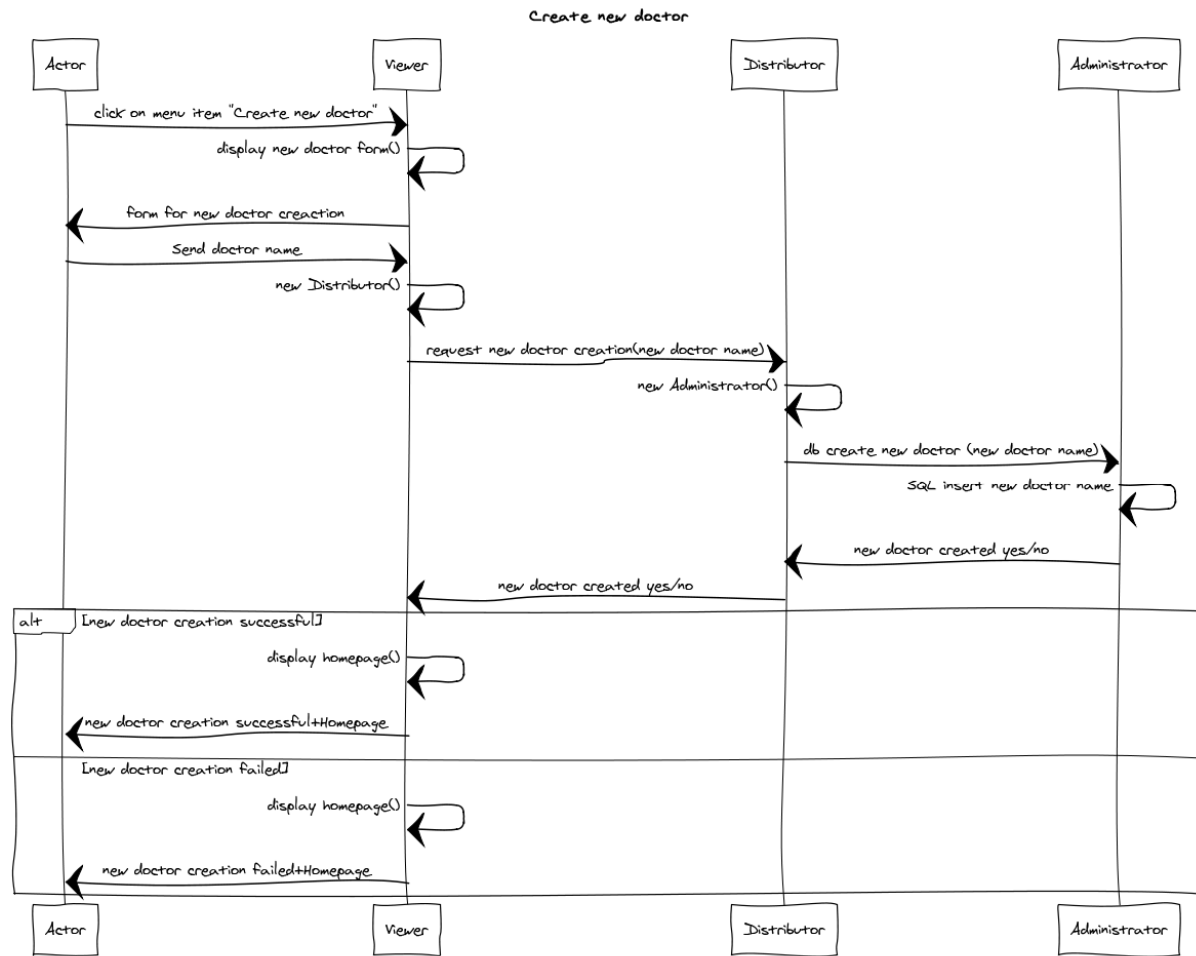 Create new doctor
Actor
Viewer
Distributor
Administrator
click on menu item "Create new doctor"
display new doctor form()
form for new doctor creaction
Send doctor name
new Distributor()
request new doctor creation(new doctor name)
new Administrator()
db create new doctor (new doctor name)
SQL insert new doctor name
new doctor created yes/no
new doctor created yes/no
alt
[new doctor creation successful]
display homepage()
new doctor creation successful+Homepage
[new doctor creation failed]
display homepage()
new doctor creation failed+Homepage
Actor
Viewer
Distributor
Administrator